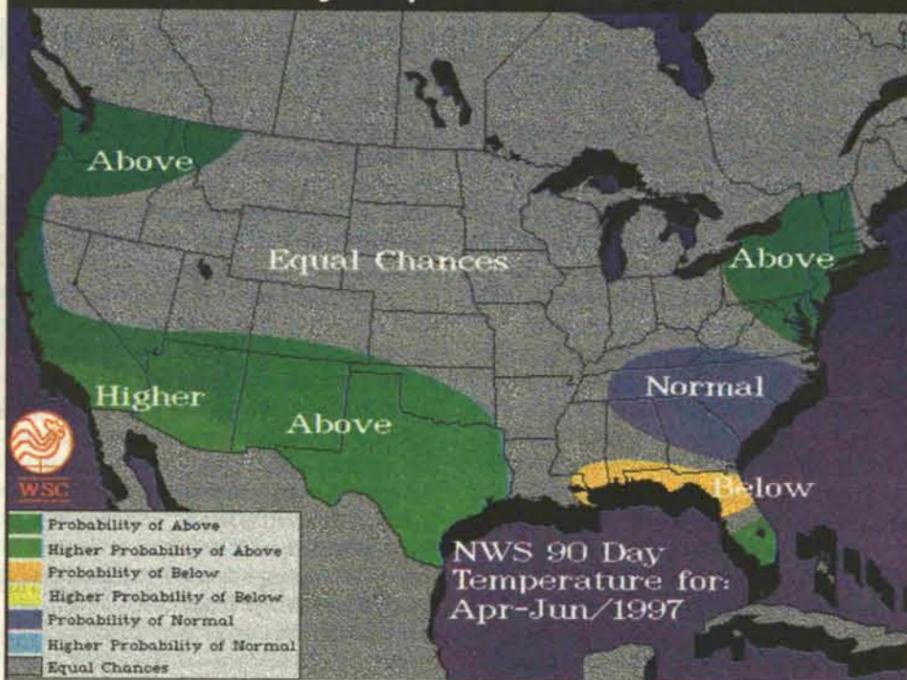 Above
Equal Chances
Above
Higher
Above
Normal
Below
WSC
Probability of Above
Higher Probability of Above
Probability of Below
Higher Probability of Below
Probability of Normal
Higher Probability of Normal
Equal Chances
NWS 90 Day
Temperature for:
Apr-Jun/1997